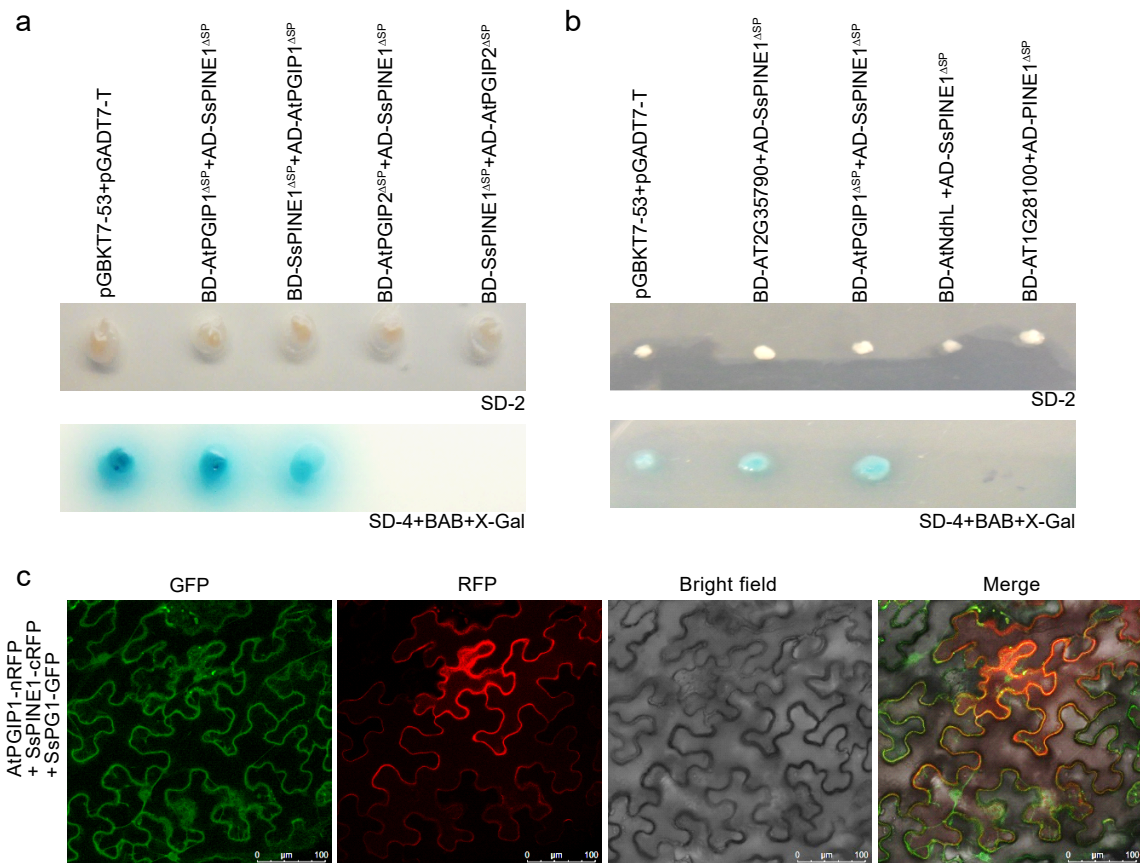 a
pGBKT7-53+pGADT7-T
BD-AtPGIP1ΔSP+AD-SsPINE1ΔSP
BD-SsPINE1ΔSP+AD-AtPGIP1ΔSP
BD-AtPGIP2ΔSP+AD-SsPINE1ΔSP
BD-SsPINE1ΔSP+AD-AtPGIP2ΔSP
SD-2
SD-4+BAB+X-Gal
b
pGBKT7-53+pGADT7-T
BD-AT2G35790+AD-SsPINE1ΔSP
BD-AtPGIP1ΔSP+AD-SsPINE1ΔSP
BD-AtNdhL +AD-SsPINE1ΔSP
BD-AT1G28100+AD-PINE1ΔSP
SD-2
SD-4+BAB+X-Gal
c
GFP
RFP
Bright field
Merge
AtPGIP1-nRFP
+ SsPINE1-cRFP
+ SsPG1-GFP
0 µm 100
0 µm 100
0 µm 100
0 µm 100